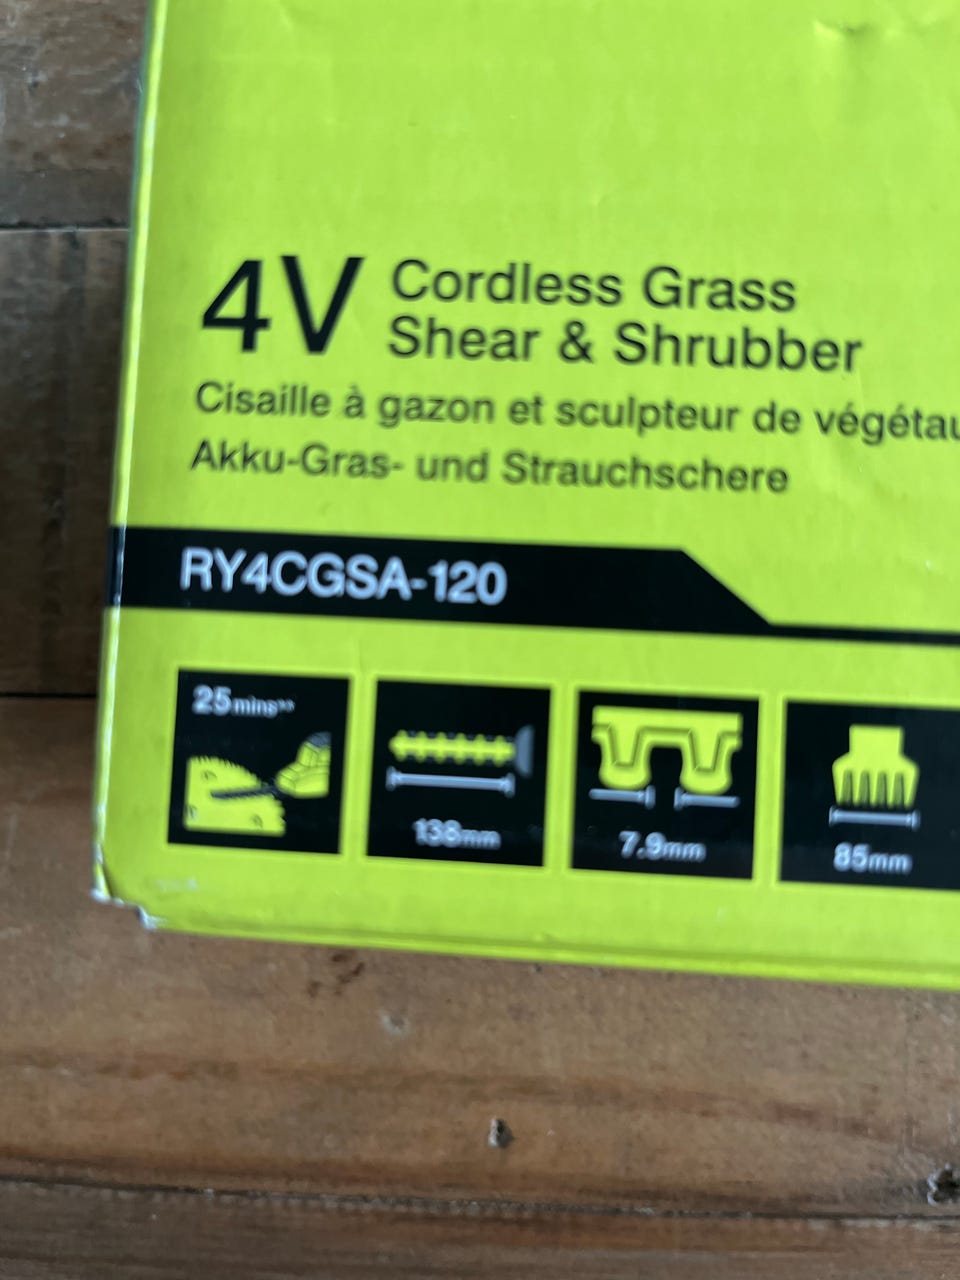 4V Cordless Grass
Shear & Shrubber
Cisaille à gazon et sculpteur de
Akku-Gras- und Strauchschere
RY4CGSA-120
25mins**
138mm
7.9mm
85mm